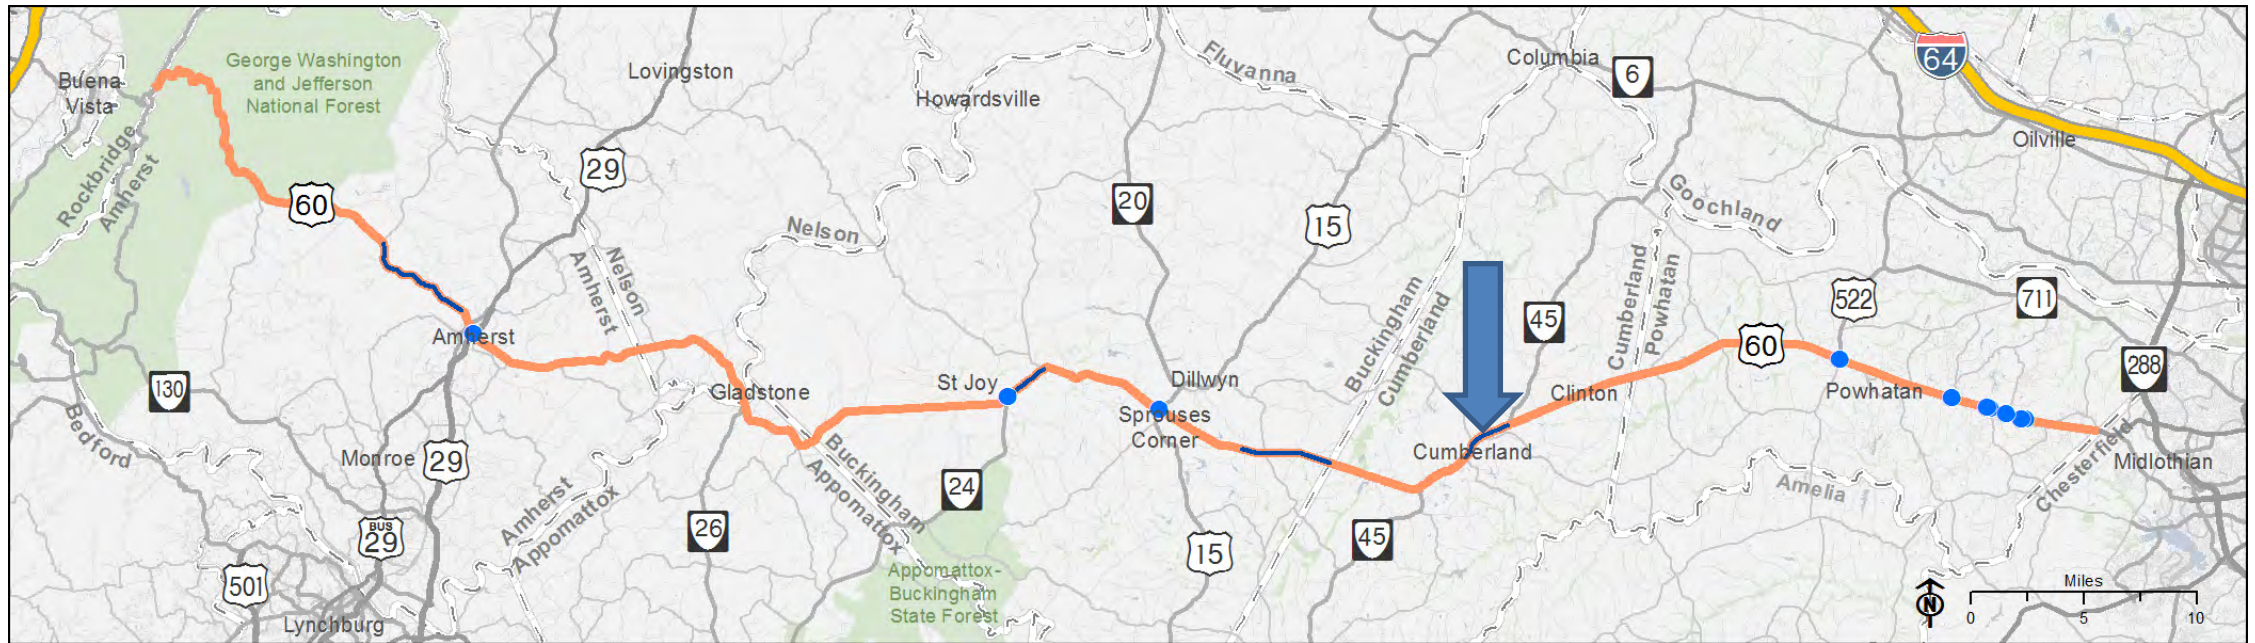 George Washington
and Jefferson
National Forest
Buena
Vista
Lovingston
Howardsville
Fluvanna
Columbia
6
64
Oilville
Rockbridge
Amherst
60
29
20
15
Nelson
Nelson
Amherst
Goochland
Buckingham
Cumberland
Cumberland
Powhatan
45
60
522
711
288
Amherst
130
Gladstone
St Joy
Dillwyn
Sprouses
Corner
Clinton
Powhatan
Cumberland
Midlothian
Chesterfield
Amelia
Bedford
Monroe
29
Buckingham
Appomattox
24
Amherst
Appomattox
26
BUS
29
501
Lynchburg
15
45
Appomattox-
Buckingham
State Forest
N
Miles
0 5 10